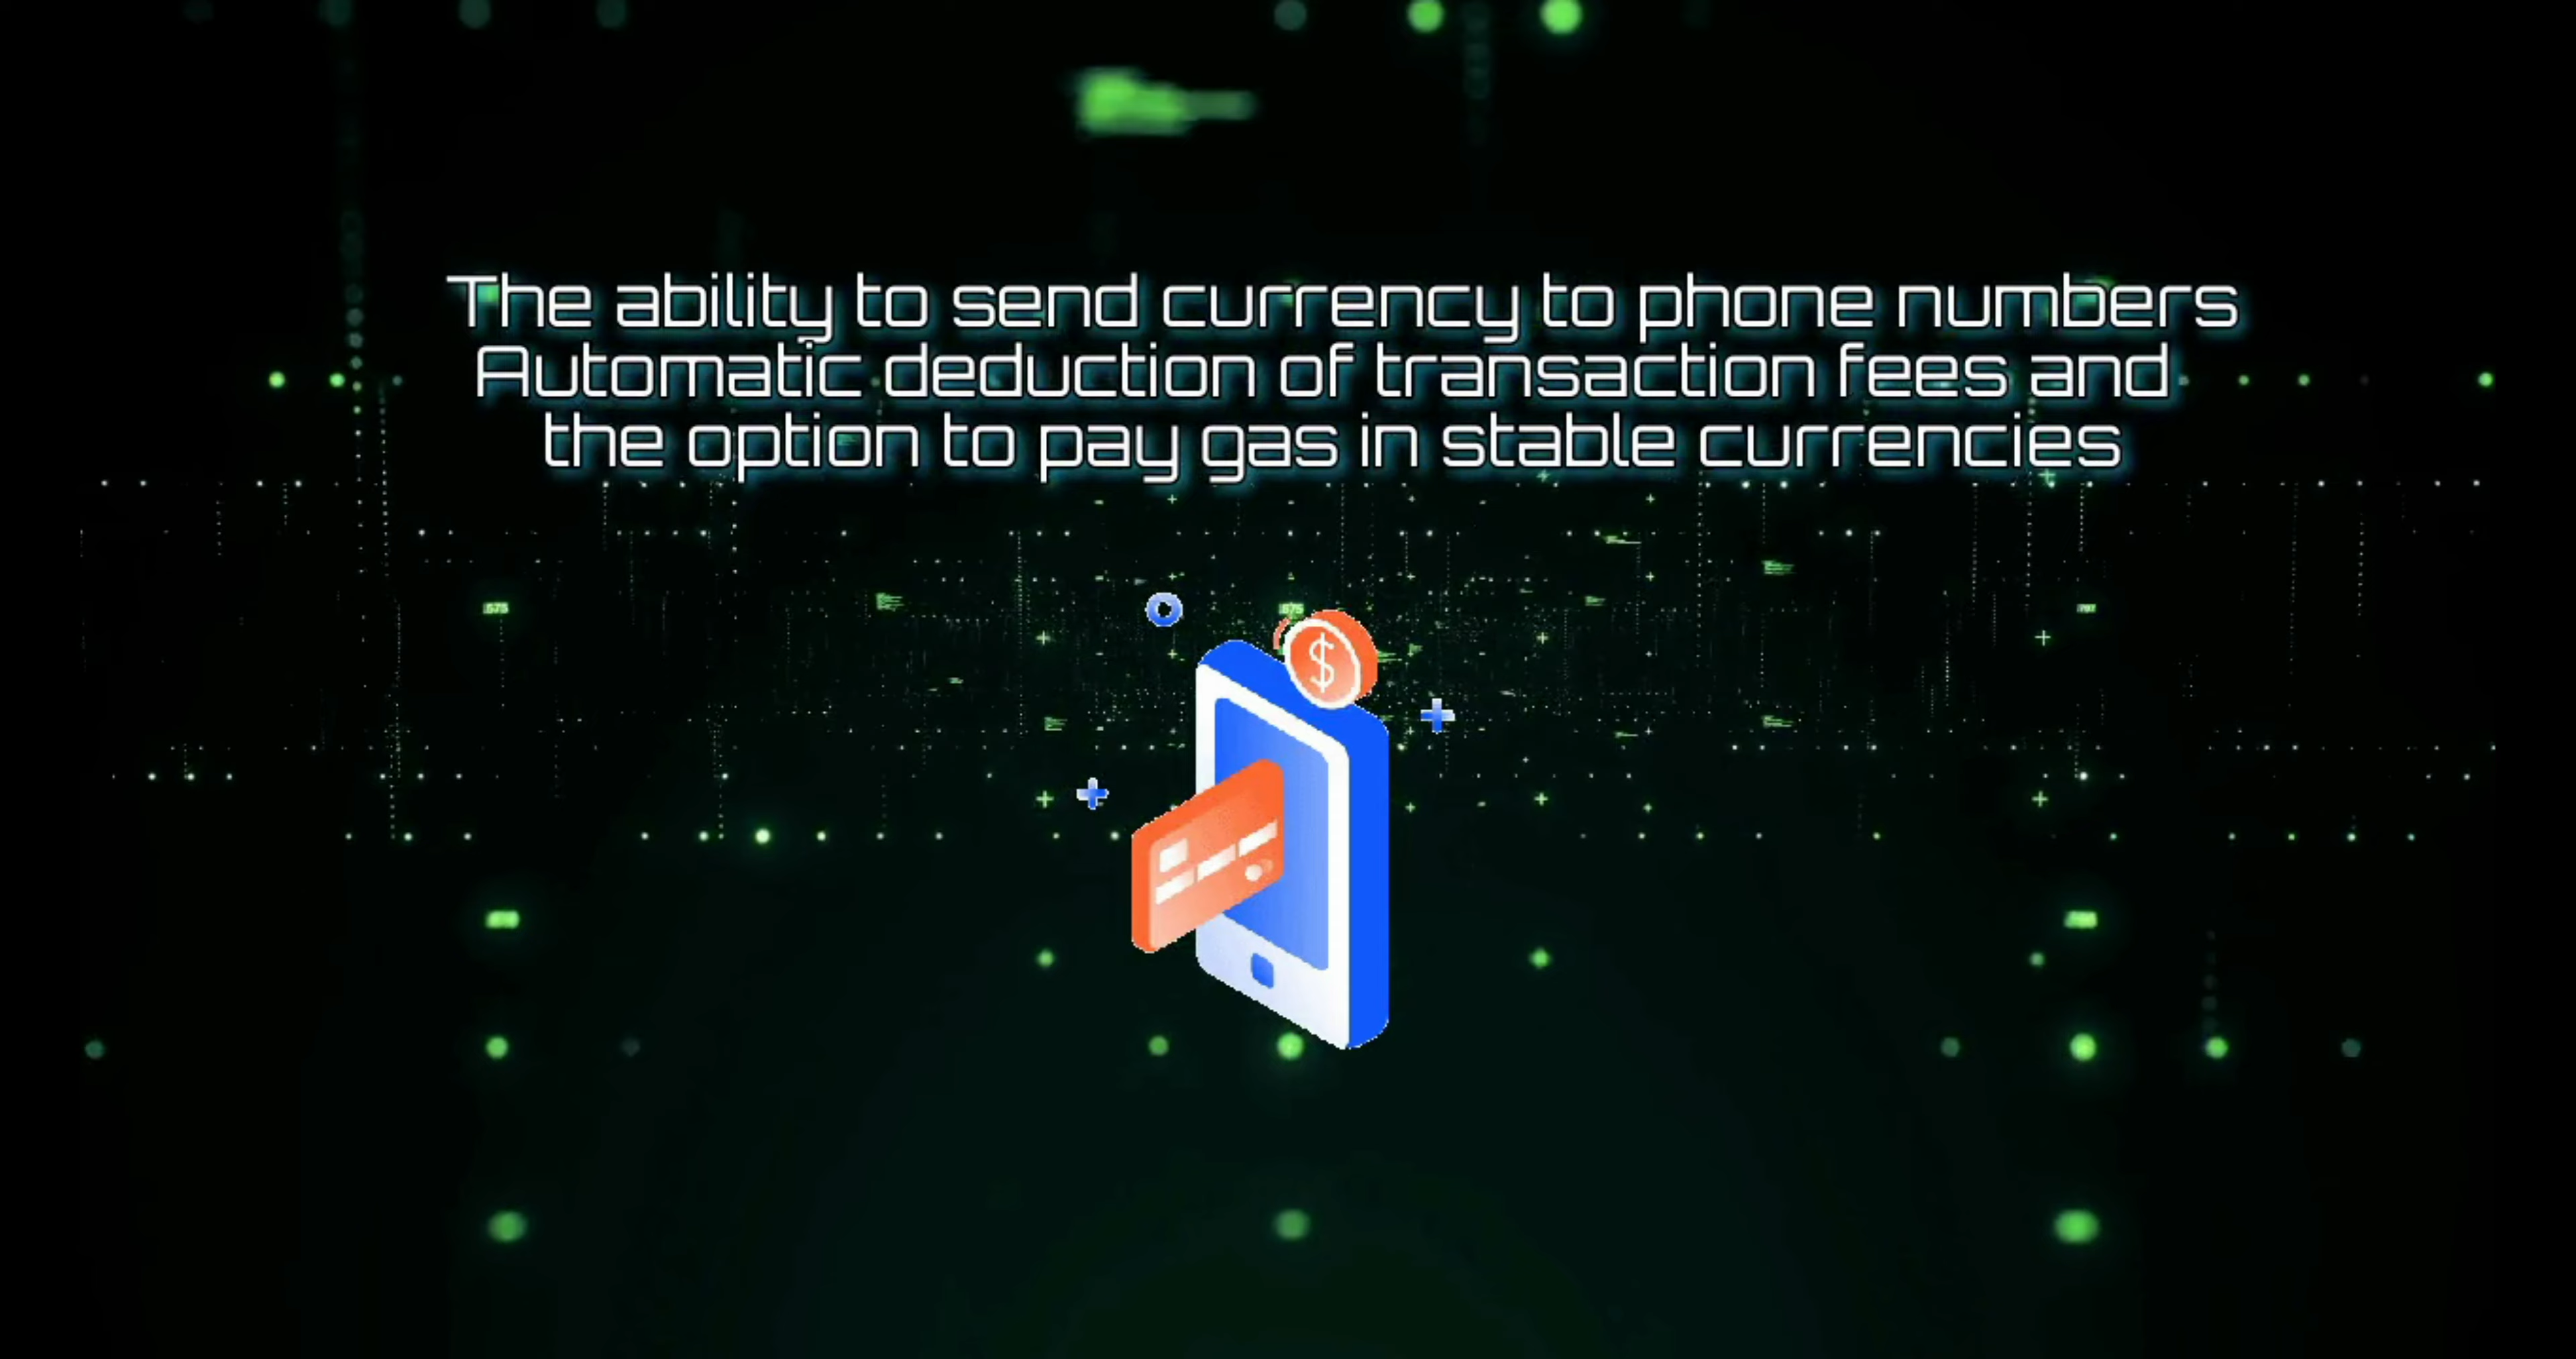 The ability to send currency to phone numbers
Automatic deduction of transaction fees and
the option to pay gas in stable currencies
$